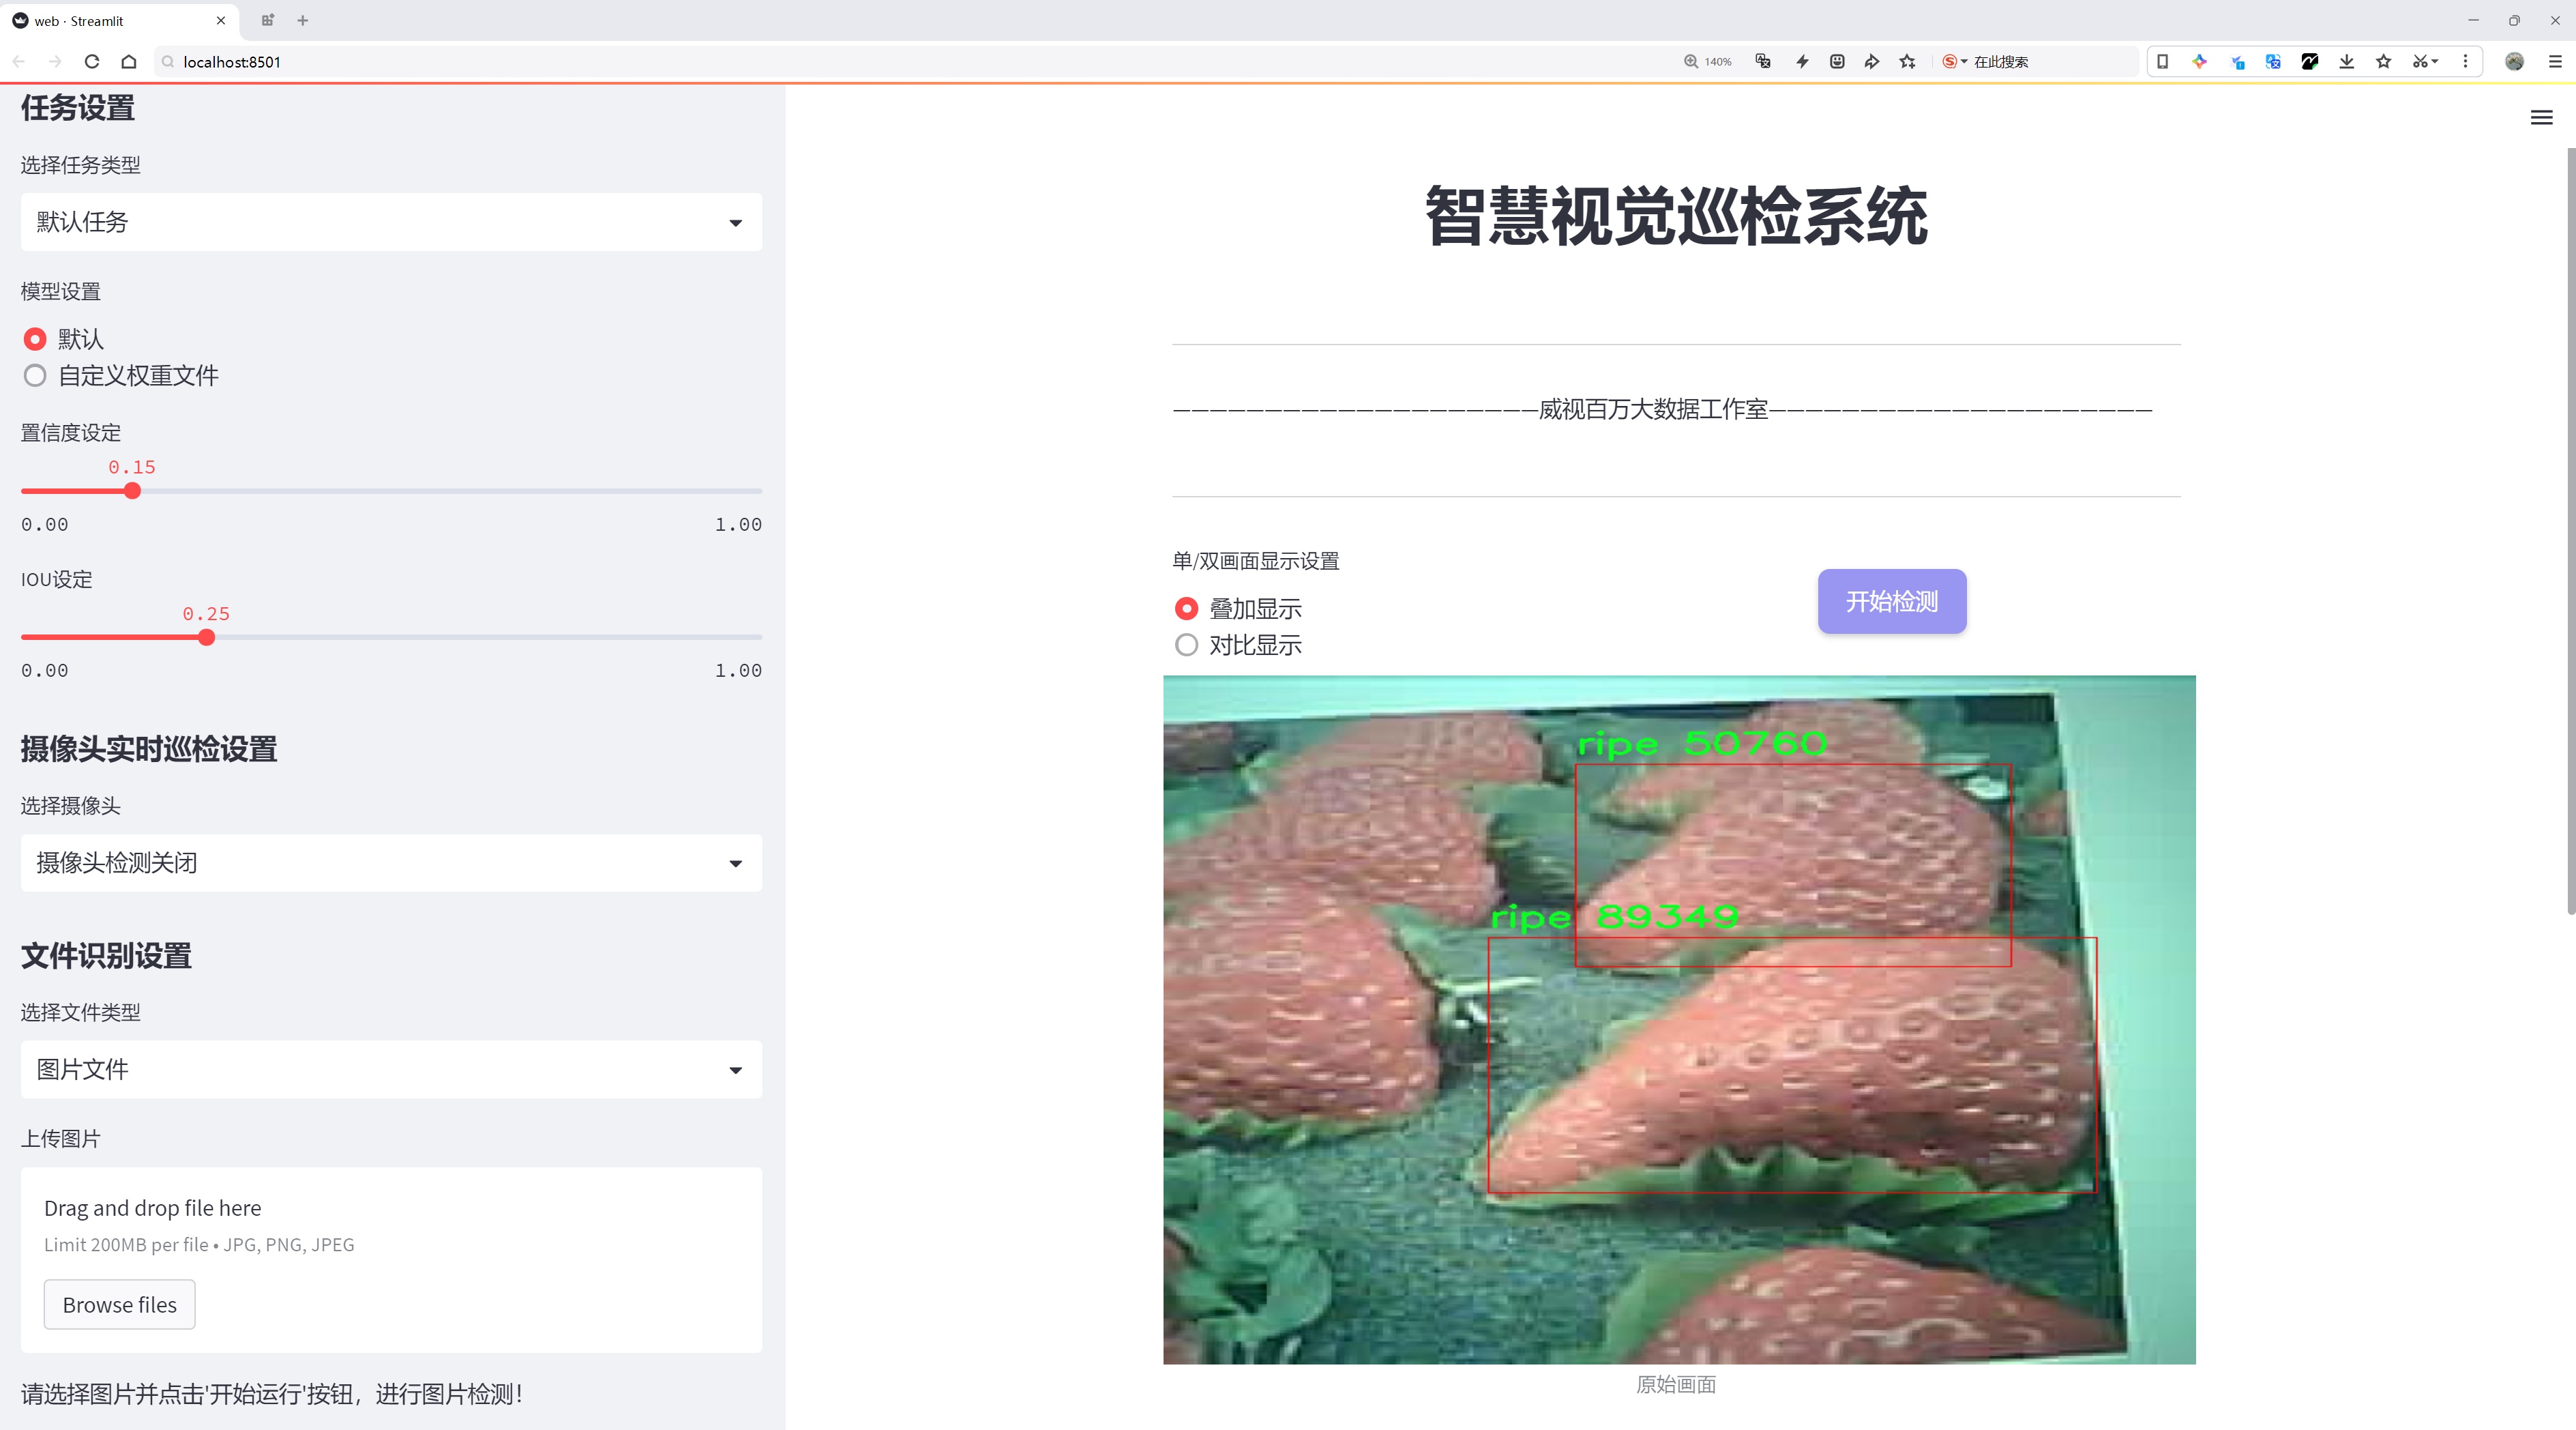 web · Streamlit
localhost:8501
140%
在此搜索
任务设置
选择任务类型
默认任务
模型设置
默认
自定义权重文件
置信度设定
0.15
0.00 1.00
IOU设定
0.25
0.00 1.00
摄像头实时巡检设置
选择摄像头
摄像头检测关闭
文件识别设置
选择文件类型
图片文件
上传图片
Drag and drop file here
Limit 200MB per file • JPG, PNG, JPEG
Browse files
请选择图片并点击'开始运行'按钮，进行图片检测！
智慧视觉巡检系统
————————————————————威视百万大数据工作室—————————————————————
单/双画面显示设置
叠加显示
对比显示
开始检测
ripe 50760
ripe 89349
原始画面